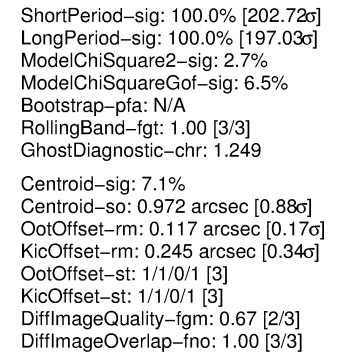 ShortPeriod−sig: 100.0% [202.72σ]
LongPeriod−sig: 100.0% [197.03σ]
ModelChiSquare2−sig: 2.7%
ModelChiSquareGof−sig: 6.5%
Bootstrap−pfa: N/A
RollingBand−fgt: 1.00 [3/3]
GhostDiagnostic−chr: 1.249
Centroid−sig: 7.1%
Centroid−so: 0.972 arcsec [0.88σ]
OotOffset−rm: 0.117 arcsec [0.17σ]
KicOffset−rm: 0.245 arcsec [0.34σ]
OotOffset−st: 1/1/0/1 [3]
KicOffset−st: 1/1/0/1 [3]
DiffImageQuality−fgm: 0.67 [2/3]
DiffImageOverlap−fno: 1.00 [3/3]